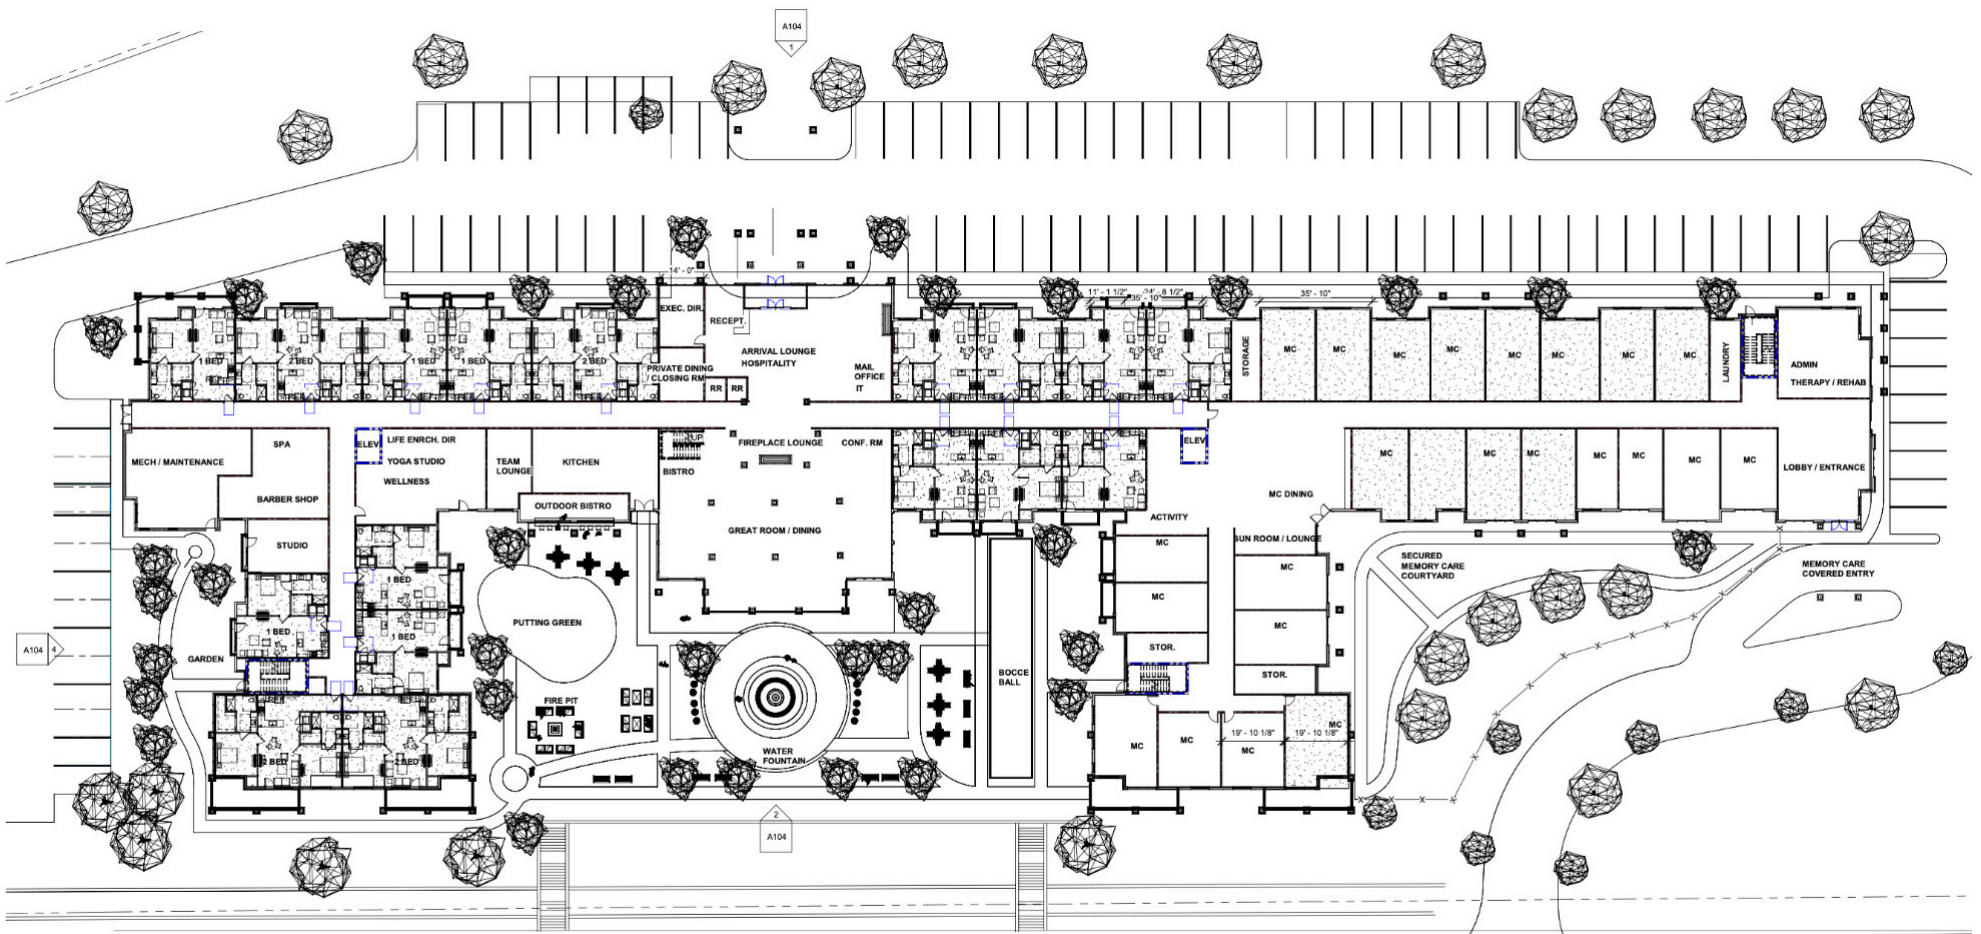 A104
1
14' - 0"
EXEC. DIR.
RECEPT.
ARRIVAL LOUNGE
HOSPITALITY
PRIVATE DINING
/ CLOSING RM
RR
RR
MAIL
OFFICE
IT
1 BED
2 BED
1 BED
1 BED
2 BED
11' - 1 1/2"
24' - 8 1/2"
35' - 10"
35' - 10"
STORAGE
MC
MC
MC
MC
MC
MC
MC
MC
LAUNDRY
ADMIN
THERAPY / REHAB
MECH / MAINTENANCE
SPA
BARBER SHOP
ELEV
LIFE ENRCH. DIR
YOGA STUDIO
WELLNESS
TEAM
LOUNGE
KITCHEN
OUTDOOR BISTRO
UP
BISTRO
FIREPLACE LOUNGE
CONF. RM
GREAT ROOM / DINING
ELEV
MC DINING
ACTIVITY
SUN ROOM / LOUNGE
MC
MC
MC
MC
MC
MC
MC
LOBBY / ENTRANCE
STUDIO
1 BED
1 BED
1 BED
GARDEN
2 BED
2 BED
PUTTING GREEN
FIRE PIT
WATER
FOUNTAIN
BOCCE
BALL
MC
MC
STOR.
MC
MC
STOR.
MC
MC
19' - 10 1/8"
MC
MC
19' - 10 1/8"
SECURED
MEMORY CARE
COURTYARD
MEMORY CARE
COVERED ENTRY
A104
4
2
A104